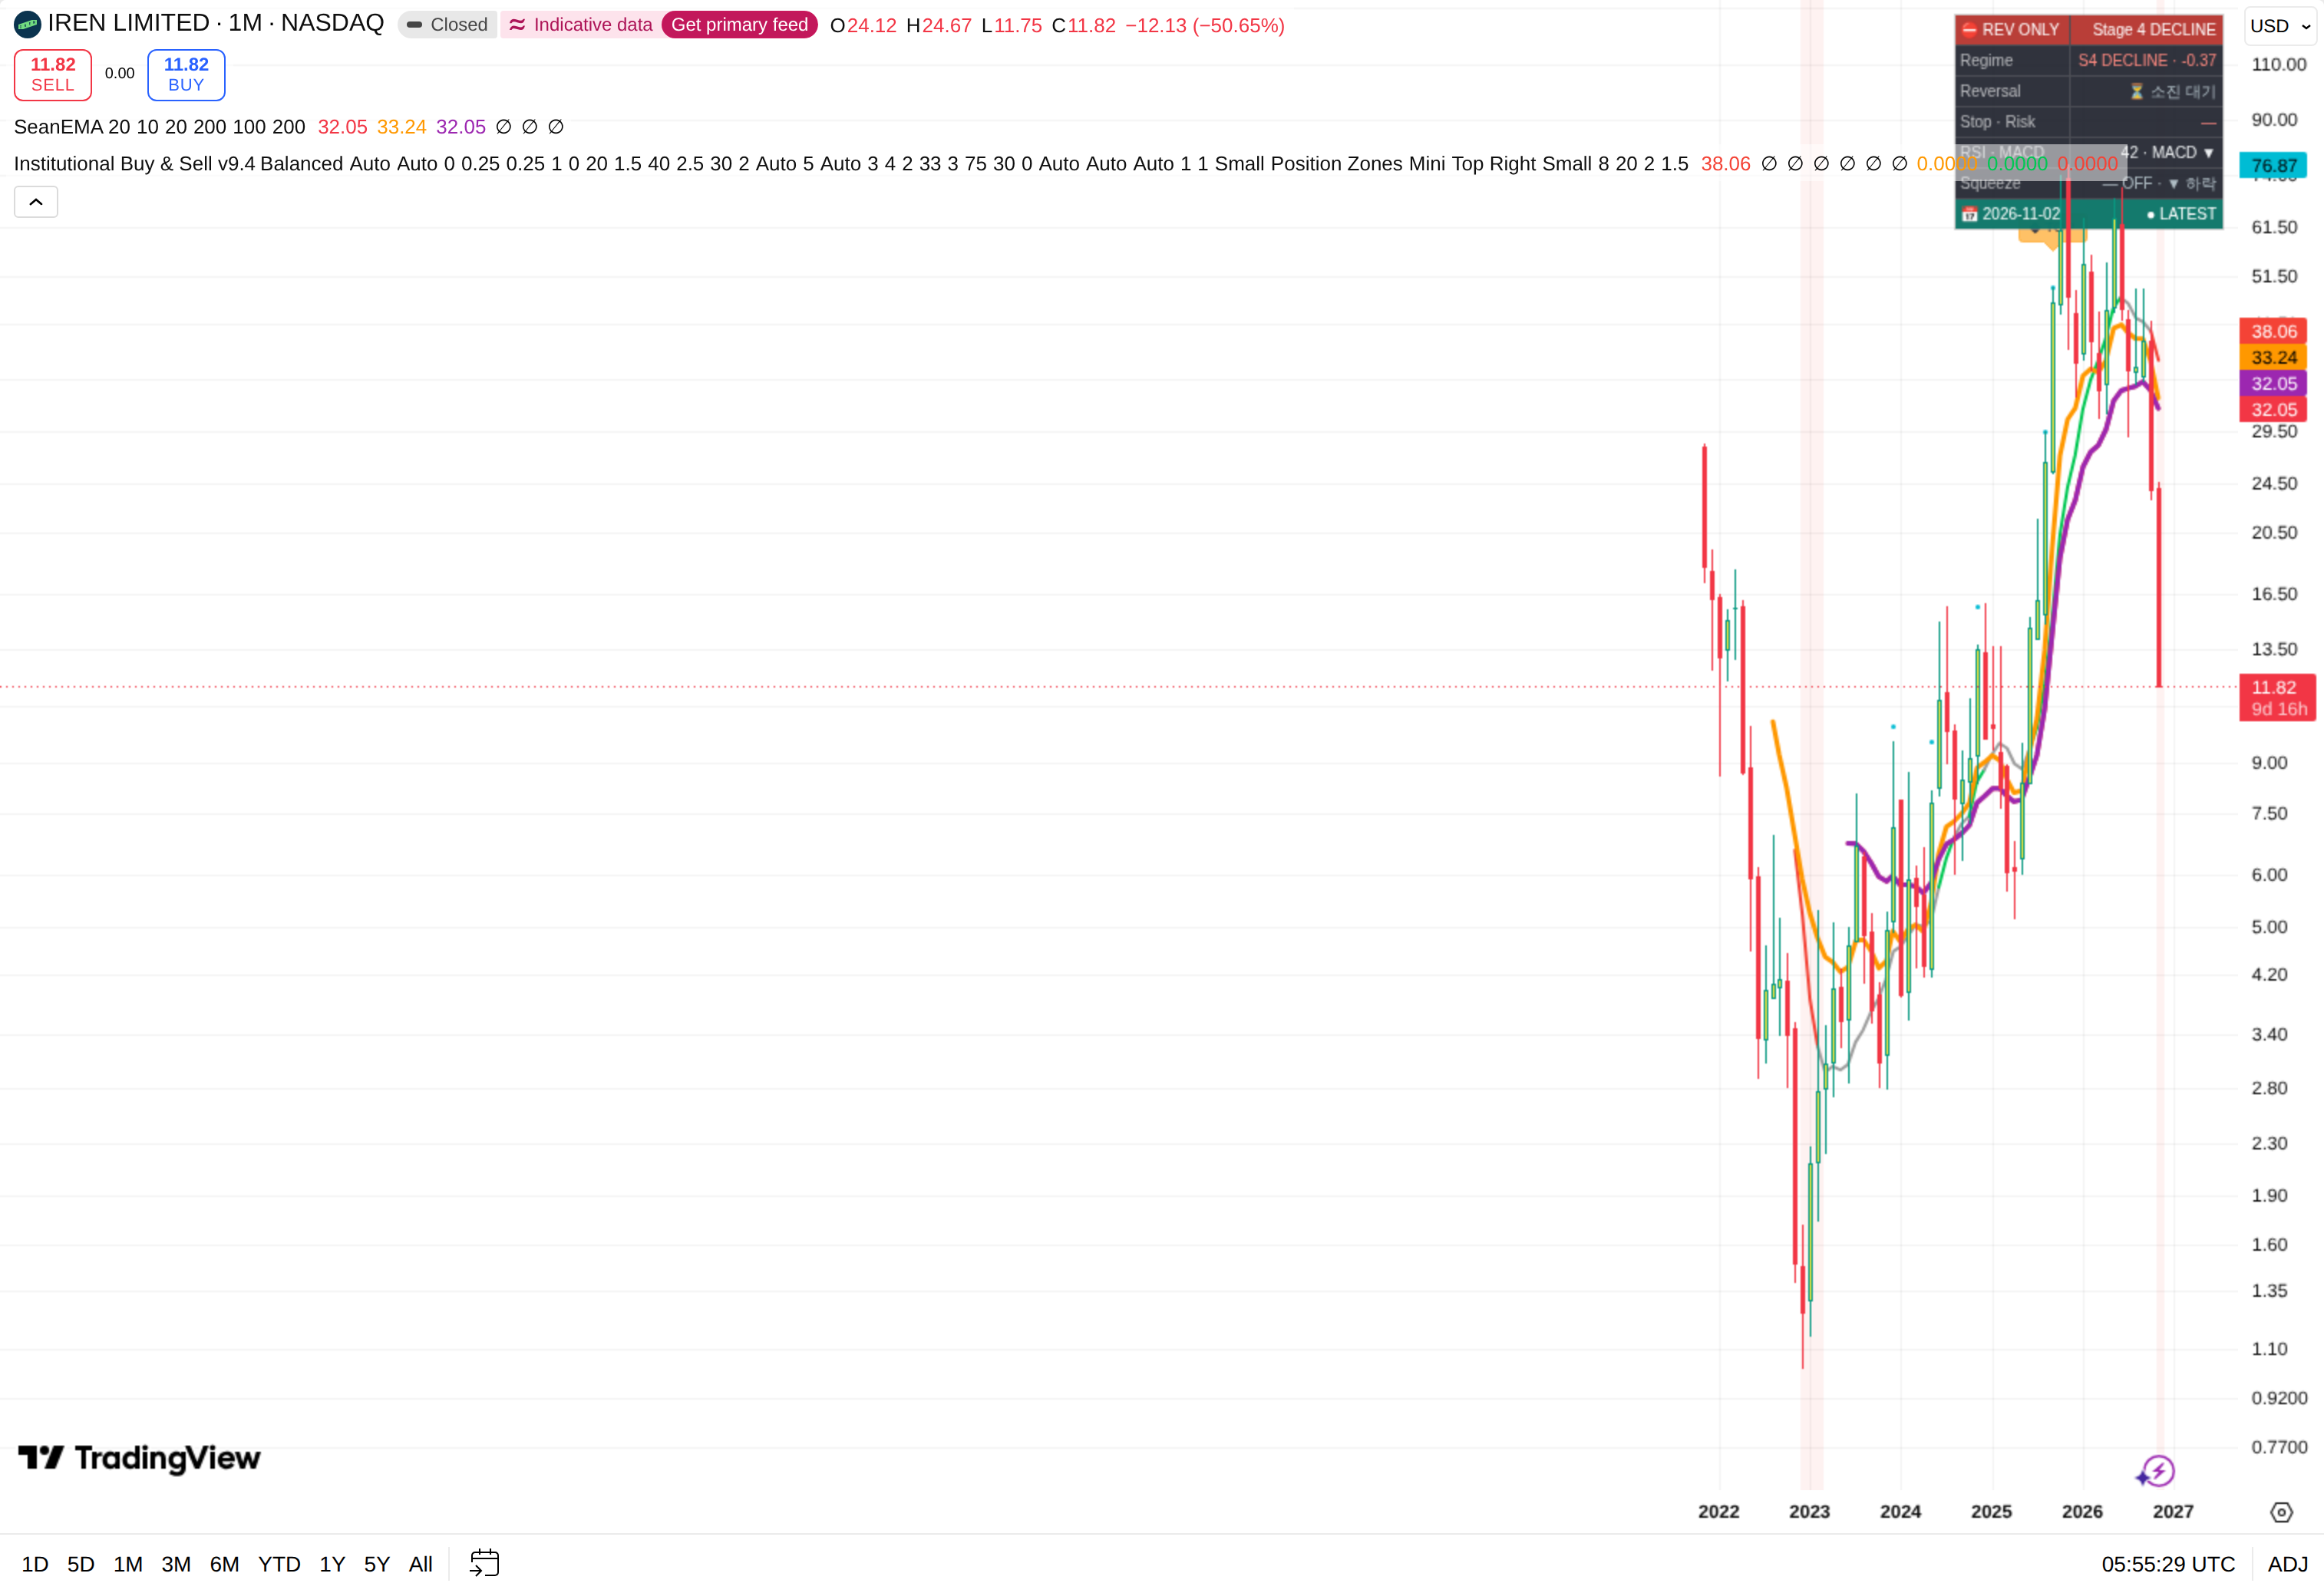 IREN LIMITED · 1M · NASDAQ Closed Indicative data Get primary feed O24.12 H24.67 L11.75 C11.82 −12.13 (−50.65%)
USD
11.82 SELL
0.00
11.82 BUY
SeanEMA 20 10 20 200 100 200 32.05 33.24 32.05 ∅ ∅ ∅
Institutional Buy & Sell v9.4 Balanced Auto Auto 0 0.25 0.25 1 0 20 1.5 40 2.5 30 2 Auto 5 Auto 3 4 2 33 3 75 30 0 Auto Auto Auto 1 1 Small Position Zones Mini Top Right Small 8 20 2 1.5 38.06 ∅ ∅ ∅ ∅ ∅ ∅ 0.0000 0.0000 0.0000
REV ONLY Stage 4 DECLINE
Regime S4 DECLINE · -0.37
Reversal ⏳ 소진 대기
Stop · Risk —
RSI · MACD 42 · MACD ▼
Squeeze — OFF · ▼ 하락
2026-11-02 ● LATEST
110.00
90.00
76.87
61.50
51.50
38.06
33.24
32.05
32.05
29.50
24.50
20.50
16.50
13.50
11.82
9d 16h
9.00
7.50
6.00
5.00
4.20
3.40
2.80
2.30
1.90
1.60
1.35
1.10
0.9200
0.7700
TradingView
2022 2023 2024 2025 2026 2027
1D 5D 1M 3M 6M YTD 1Y 5Y All 05:55:29 UTC ADJ